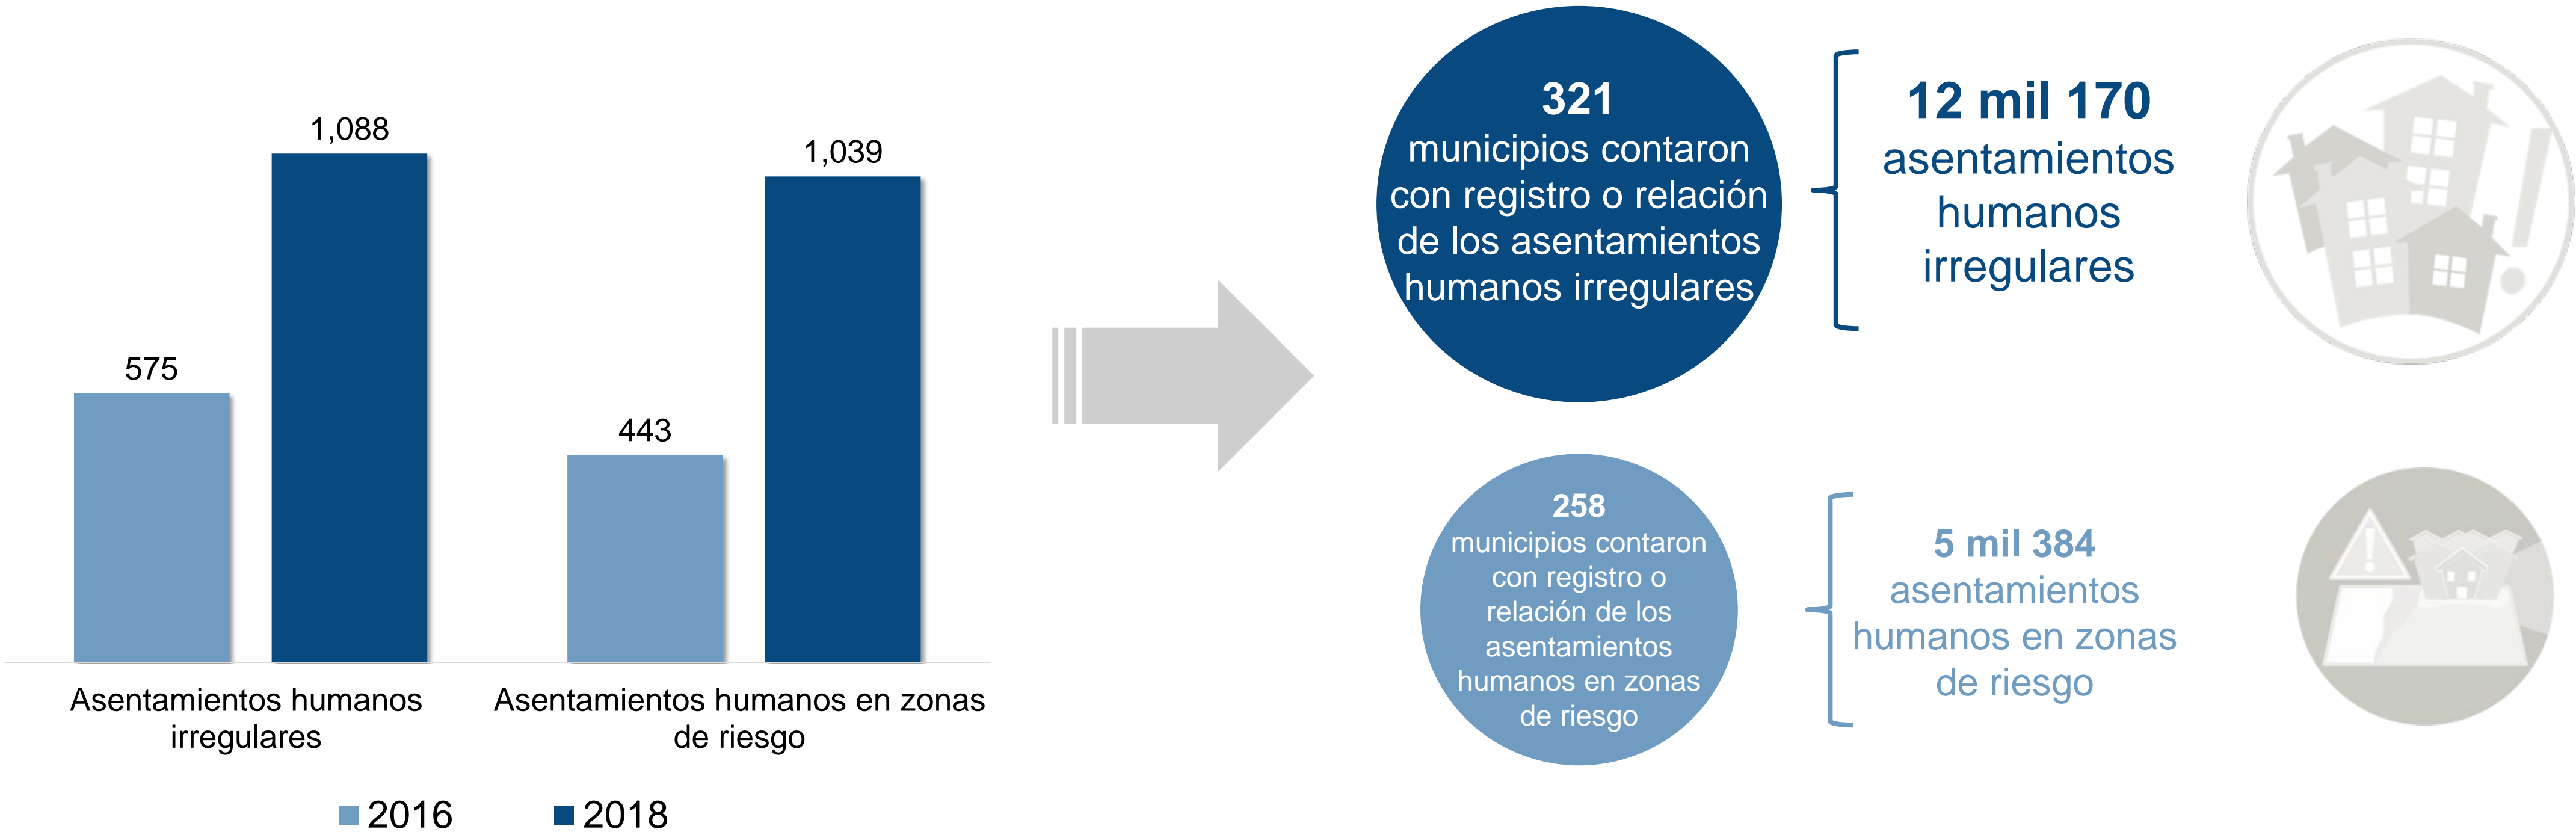 1,088
1,039
575
443
Asentamientos humanos
irregulares
Asentamientos humanos en zonas
de riesgo
2016
2018
321
municipios contaron
con registro o relación
de los asentamientos
humanos irregulares
12 mil 170
asentamientos
humanos
irregulares
258
municipios contaron
con registro o
relación de los
asentamientos
humanos en zonas
de riesgo
5 mil 384
asentamientos
humanos en zonas
de riesgo